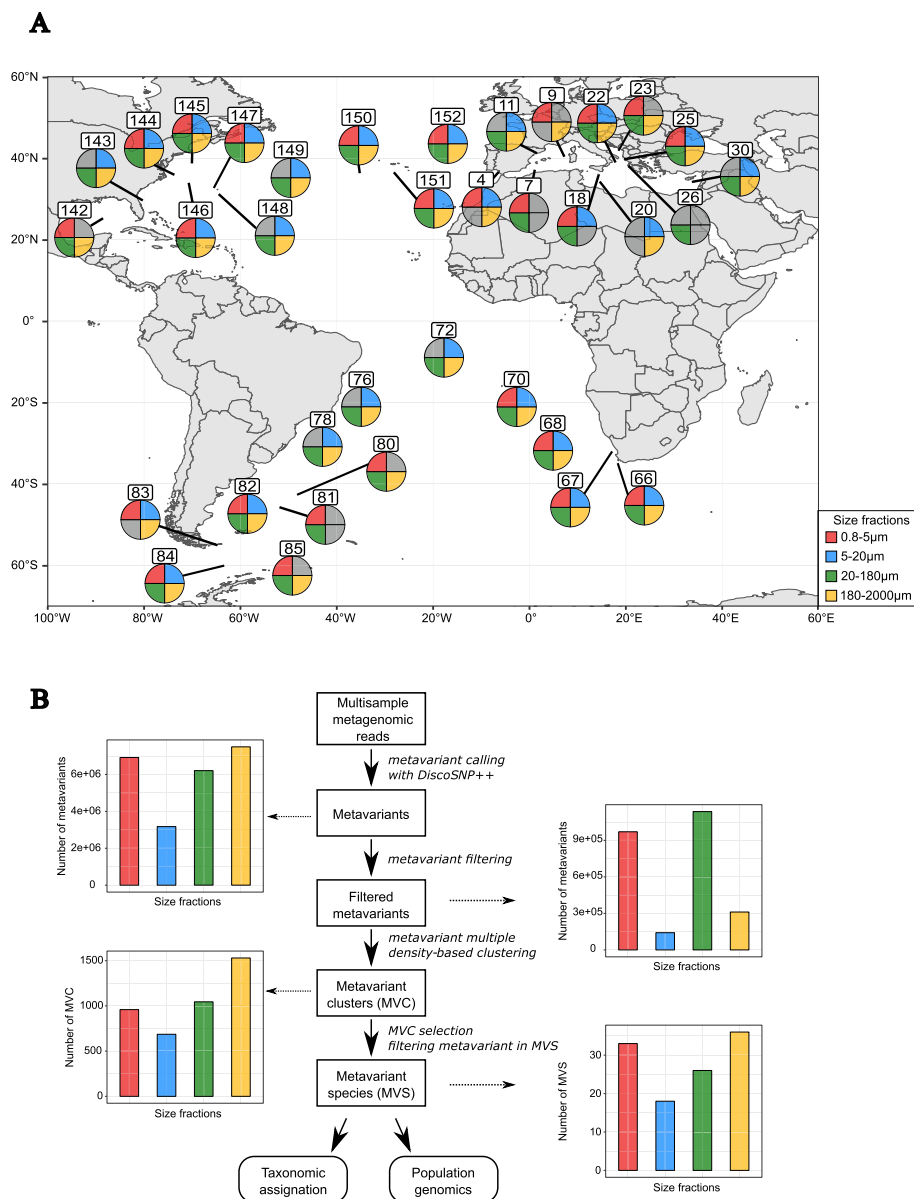 A
60°N
40°N
20°N
0°
20°S
40°S
60°S
100°W
80°W
60°W
40°W
20°W
0°
20°E
40°E
60°E
145
147
144
143
149
142
146
148
150
152
151
11
9
22
23
25
30
4
7
18
20
26
72
76
78
80
70
68
67
66
83
82
81
84
85
Size fractions
0.8-5µm
5-20µm
20-180µm
180-2000µm
B
Multisample
metagenomic
reads
metavariant calling
with DiscoSNP++
Metavariants
metavariant filtering
Filtered
metavariants
metavariant multiple
density-based clustering
Metavariant
clusters (MVC)
MVC selection
filtering metavariant in MVS
Metavariant
species (MVS)
Taxonomic
assignation
Population
genomics
Number of metavariants
6e+06
4e+06
2e+06
0
Size fractions
Number of metavariants
9e+05
6e+05
3e+05
0
Size fractions
Number of MVC
1500
1000
500
0
Size fractions
Number of MVS
30
20
10
0
Size fractions